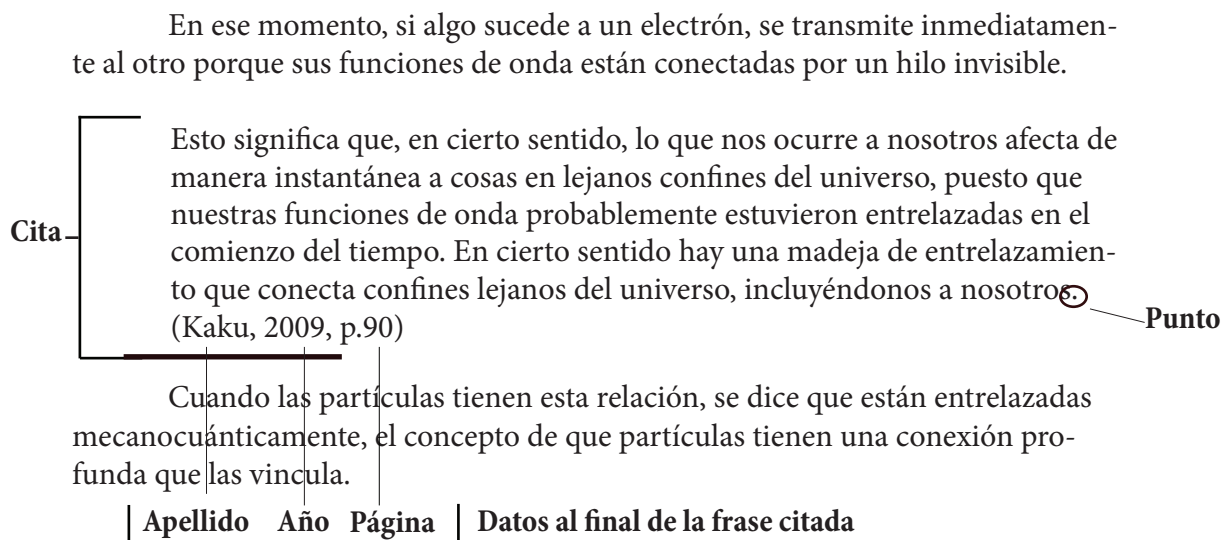 En ese momento, si algo sucede a un electrón, se transmite inmediatamen-
te al otro porque sus funciones de onda están conectadas por un hilo invisible.
Esto significa que, en cierto sentido, lo que nos ocurre a nosotros afecta de
manera instantánea a cosas en lejanos confines del universo, puesto que
nuestras funciones de onda probablemente estuvieron entrelazadas en el
Cita
comienzo del tiempo. En cierto sentido hay una madeja de entrelazamien-
to que conecta confines lejanos del universo, incluyéndonos a nosotros.
(Kaku, 2009, p.90)
Punto
Cuando las partículas tienen esta relación, se dice que están entrelazadas
mecanocuánticamente, el concepto de que partículas tienen una conexión pro-
funda que las vincula.
Apellido Año Página Datos al final de la frase citada